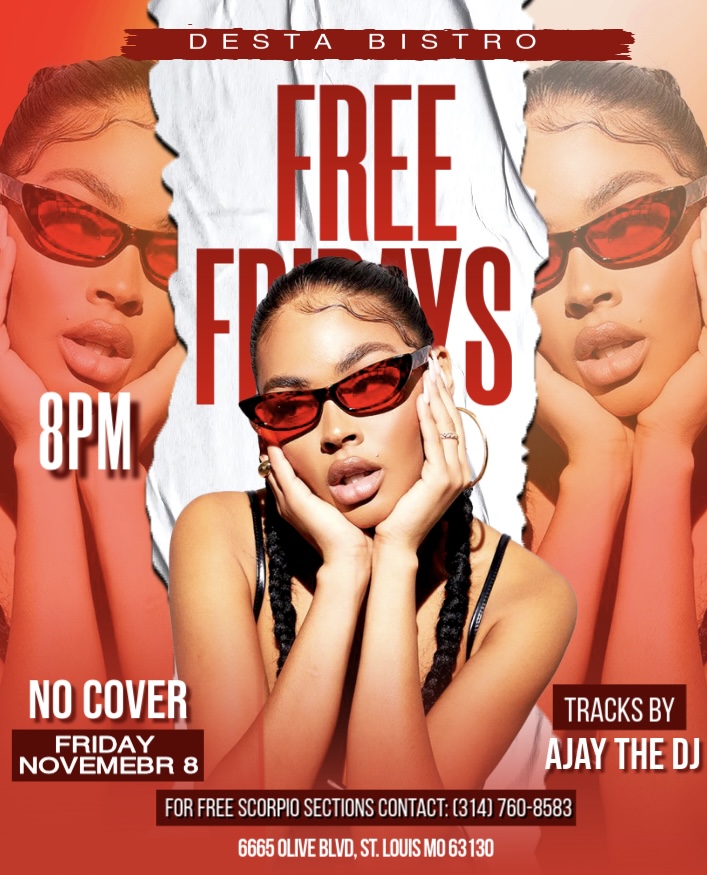 DESTA BISTRO
FREE
FRIDAYS
8PM
NO COVER
FRIDAY
NOVEMEBR 8
TRACKS BY
AJAY THE DJ
FOR FREE SCORPIO SECTIONS CONTACT: (314) 760-8583
6665 OLIVE BLVD, ST. LOUIS MO 63130